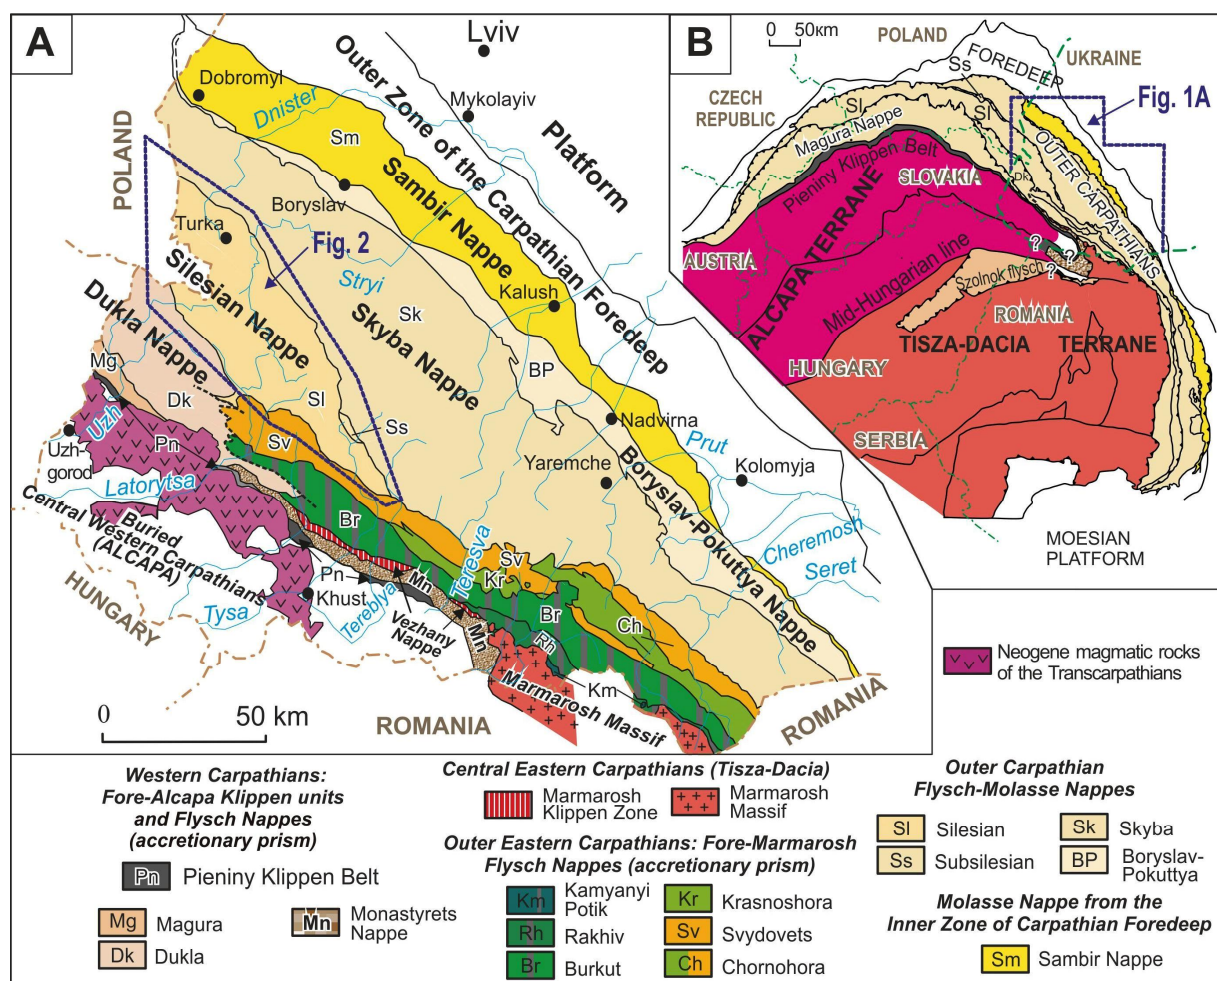 A
Lviv
Dobromyl
Mykolayiv
Dnister
Outer Zone of the Carpathian Foredeep
Platform
POLAND
Sm
Sambir Nappe
Boryslav
Turka
Fig. 2
Stryi
Kalush
Silesian Nappe
Sk
Skyba Nappe
Dukla Nappe
BP
Mg
Dk
Sl
Ss
Nadvirna
Uzh
Uzh-
gorod
Pn
Sv
Prut
Yaremche
Kolomyja
Latorytsa
Boryslav-Pokuttya Nappe
Buried
Central Western Carpathians
(ALCAPA)
Br
Teresva
Cheremosh
Seret
Sv
Kr
Pn
Mn
Khust
Br
Ch
HUNGARY
Tysa
Tereblya
Vezhany
Nappe
Mn
Rh
Km
Marmarosh Massif
0
50 km
ROMANIA
ROMANIA
B
0 50км
POLAND
UKRAINE
Ss
FOREDEEP
Fig. 1A
CZECH
REPUBLIC
Sl
Sl
Magura Nappe
OUTER CARPATHIANS
Pieniny Klippen Belt
SLOVAKIA
Dk
ALCAPA TERRANE
AUSTRIA
?
?
?
Mid-Hungarian line
Szolnok flysch
ROMANIA
TISZA-DACIA TERRANE
HUNGARY
SERBIA
MOESIAN
PLATFORM
Neogene magmatic rocks
of the Transcarpathians
Western Carpathians:
Fore-Alcapa Klippen units
and Flysch Nappes
(accretionary prism)
Pn Pieniny Klippen Belt
Mg Magura
Mn Monastyrets
Nappe
Dk Dukla
Central Eastern Carpathians (Tisza-Dacia)
Marmarosh
Klippen Zone
Marmarosh
Massif
Outer Eastern Carpathians: Fore-Marmarosh
Flysch Nappes (accretionary prism)
Km Kamyanyi
Potik
Kr Krasnoshora
Rh Rakhiv
Sv Svydovets
Br Burkut
Ch Chornohora
Outer Carpathian
Flysch-Molasse Nappes
Sl Silesian
Sk Skyba
Ss Subsilesian
BP Boryslav-
Pokuttya
Molasse Nappe from the
Inner Zone of Carpathian Foredeep
Sm Sambir Nappe